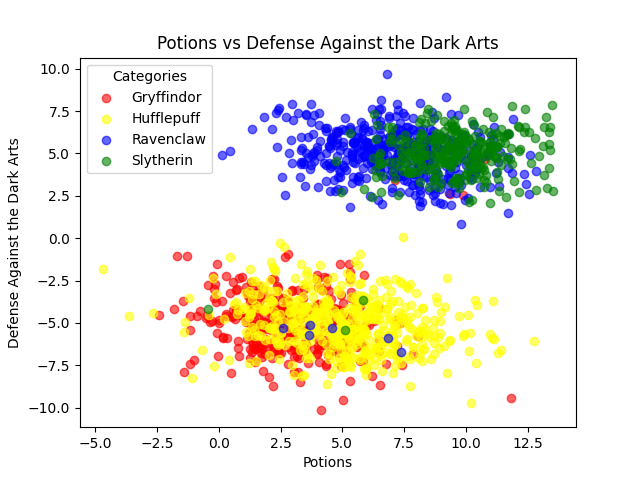 Potions vs Defense Against the Dark Arts
Categories
Gryffindor
Hufflepuff
Ravenclaw
Slytherin
Defense Against the Dark Arts
10.0
7.5
5.0
2.5
0.0
−2.5
−5.0
−7.5
−10.0
−5.0 −2.5 0.0 2.5 5.0 7.5 10.0 12.5
Potions